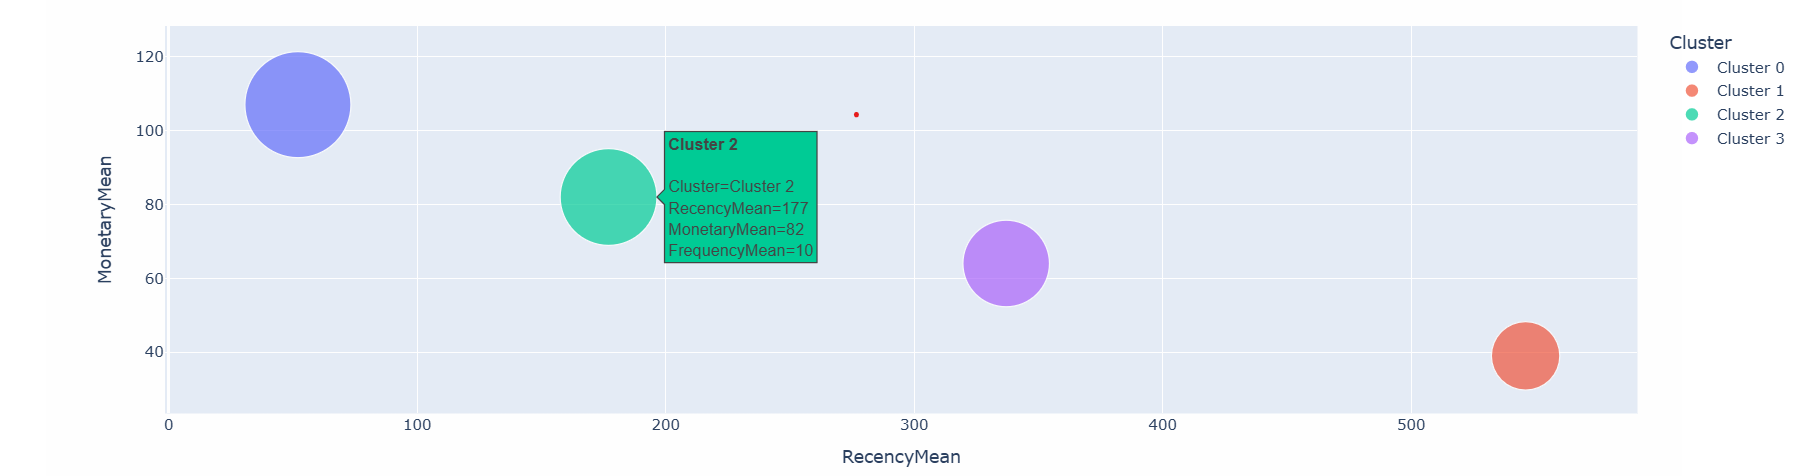 Cluster
Cluster 0
Cluster 1
Cluster 2
Cluster 3
MonetaryMean
120
100
80
60
40
Cluster 2
Cluster=Cluster 2
RecencyMean=177
MonetaryMean=82
FrequencyMean=10
0
100
200
300
400
500
RecencyMean